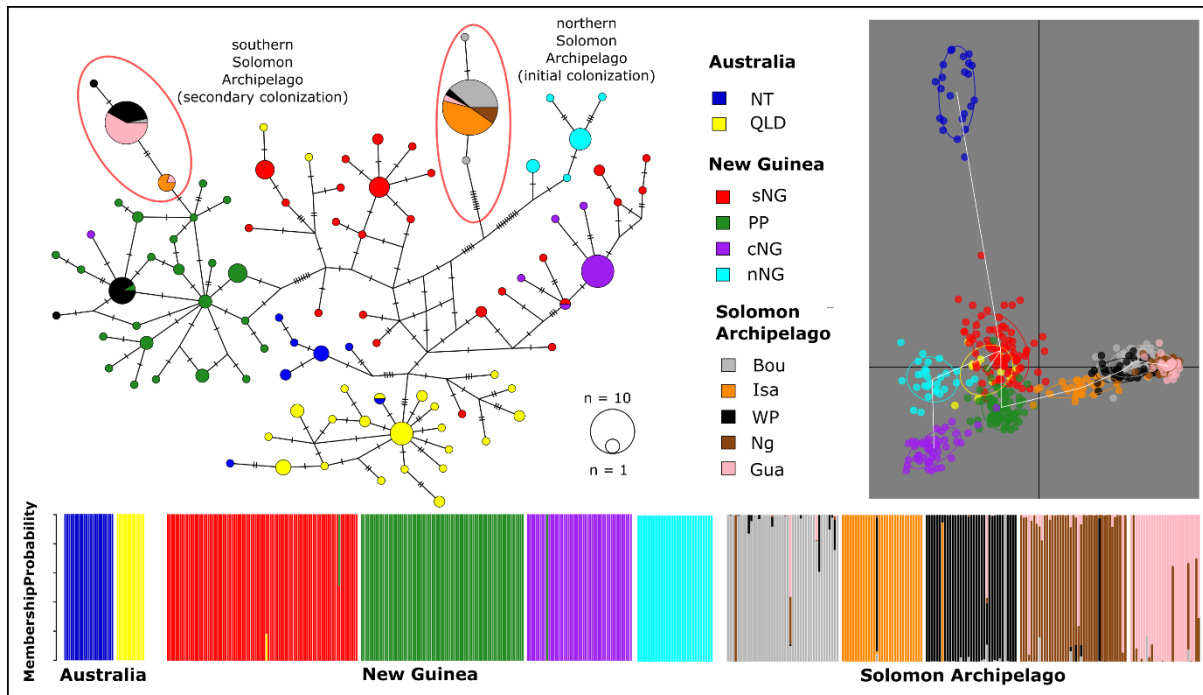 southern
Solomon
Archipelago
(secondary colonization)
northern
Solomon
Archipelago
(initial colonization)
Australia
NT
QLD
New Guinea
sNG
PP
cNG
nNG
Solomon
Archipelago
Bou
Isa
WP
Ng
Gua
n = 10
n = 1
MembershipProbability
Australia
New Guinea
Solomon Archipelago